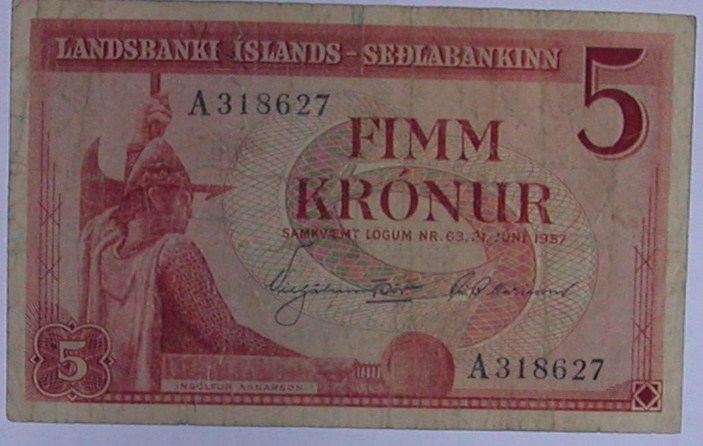 LANDSBANKI ÍSLANDS - SEÐLABANKINN
5
A318627
FIMM
KRÓNUR
SAMKVÆMT LÖGUM NR. 63, 21. JÚNÍ 1957
A318627
5
INGÓLFUR ARNARSON